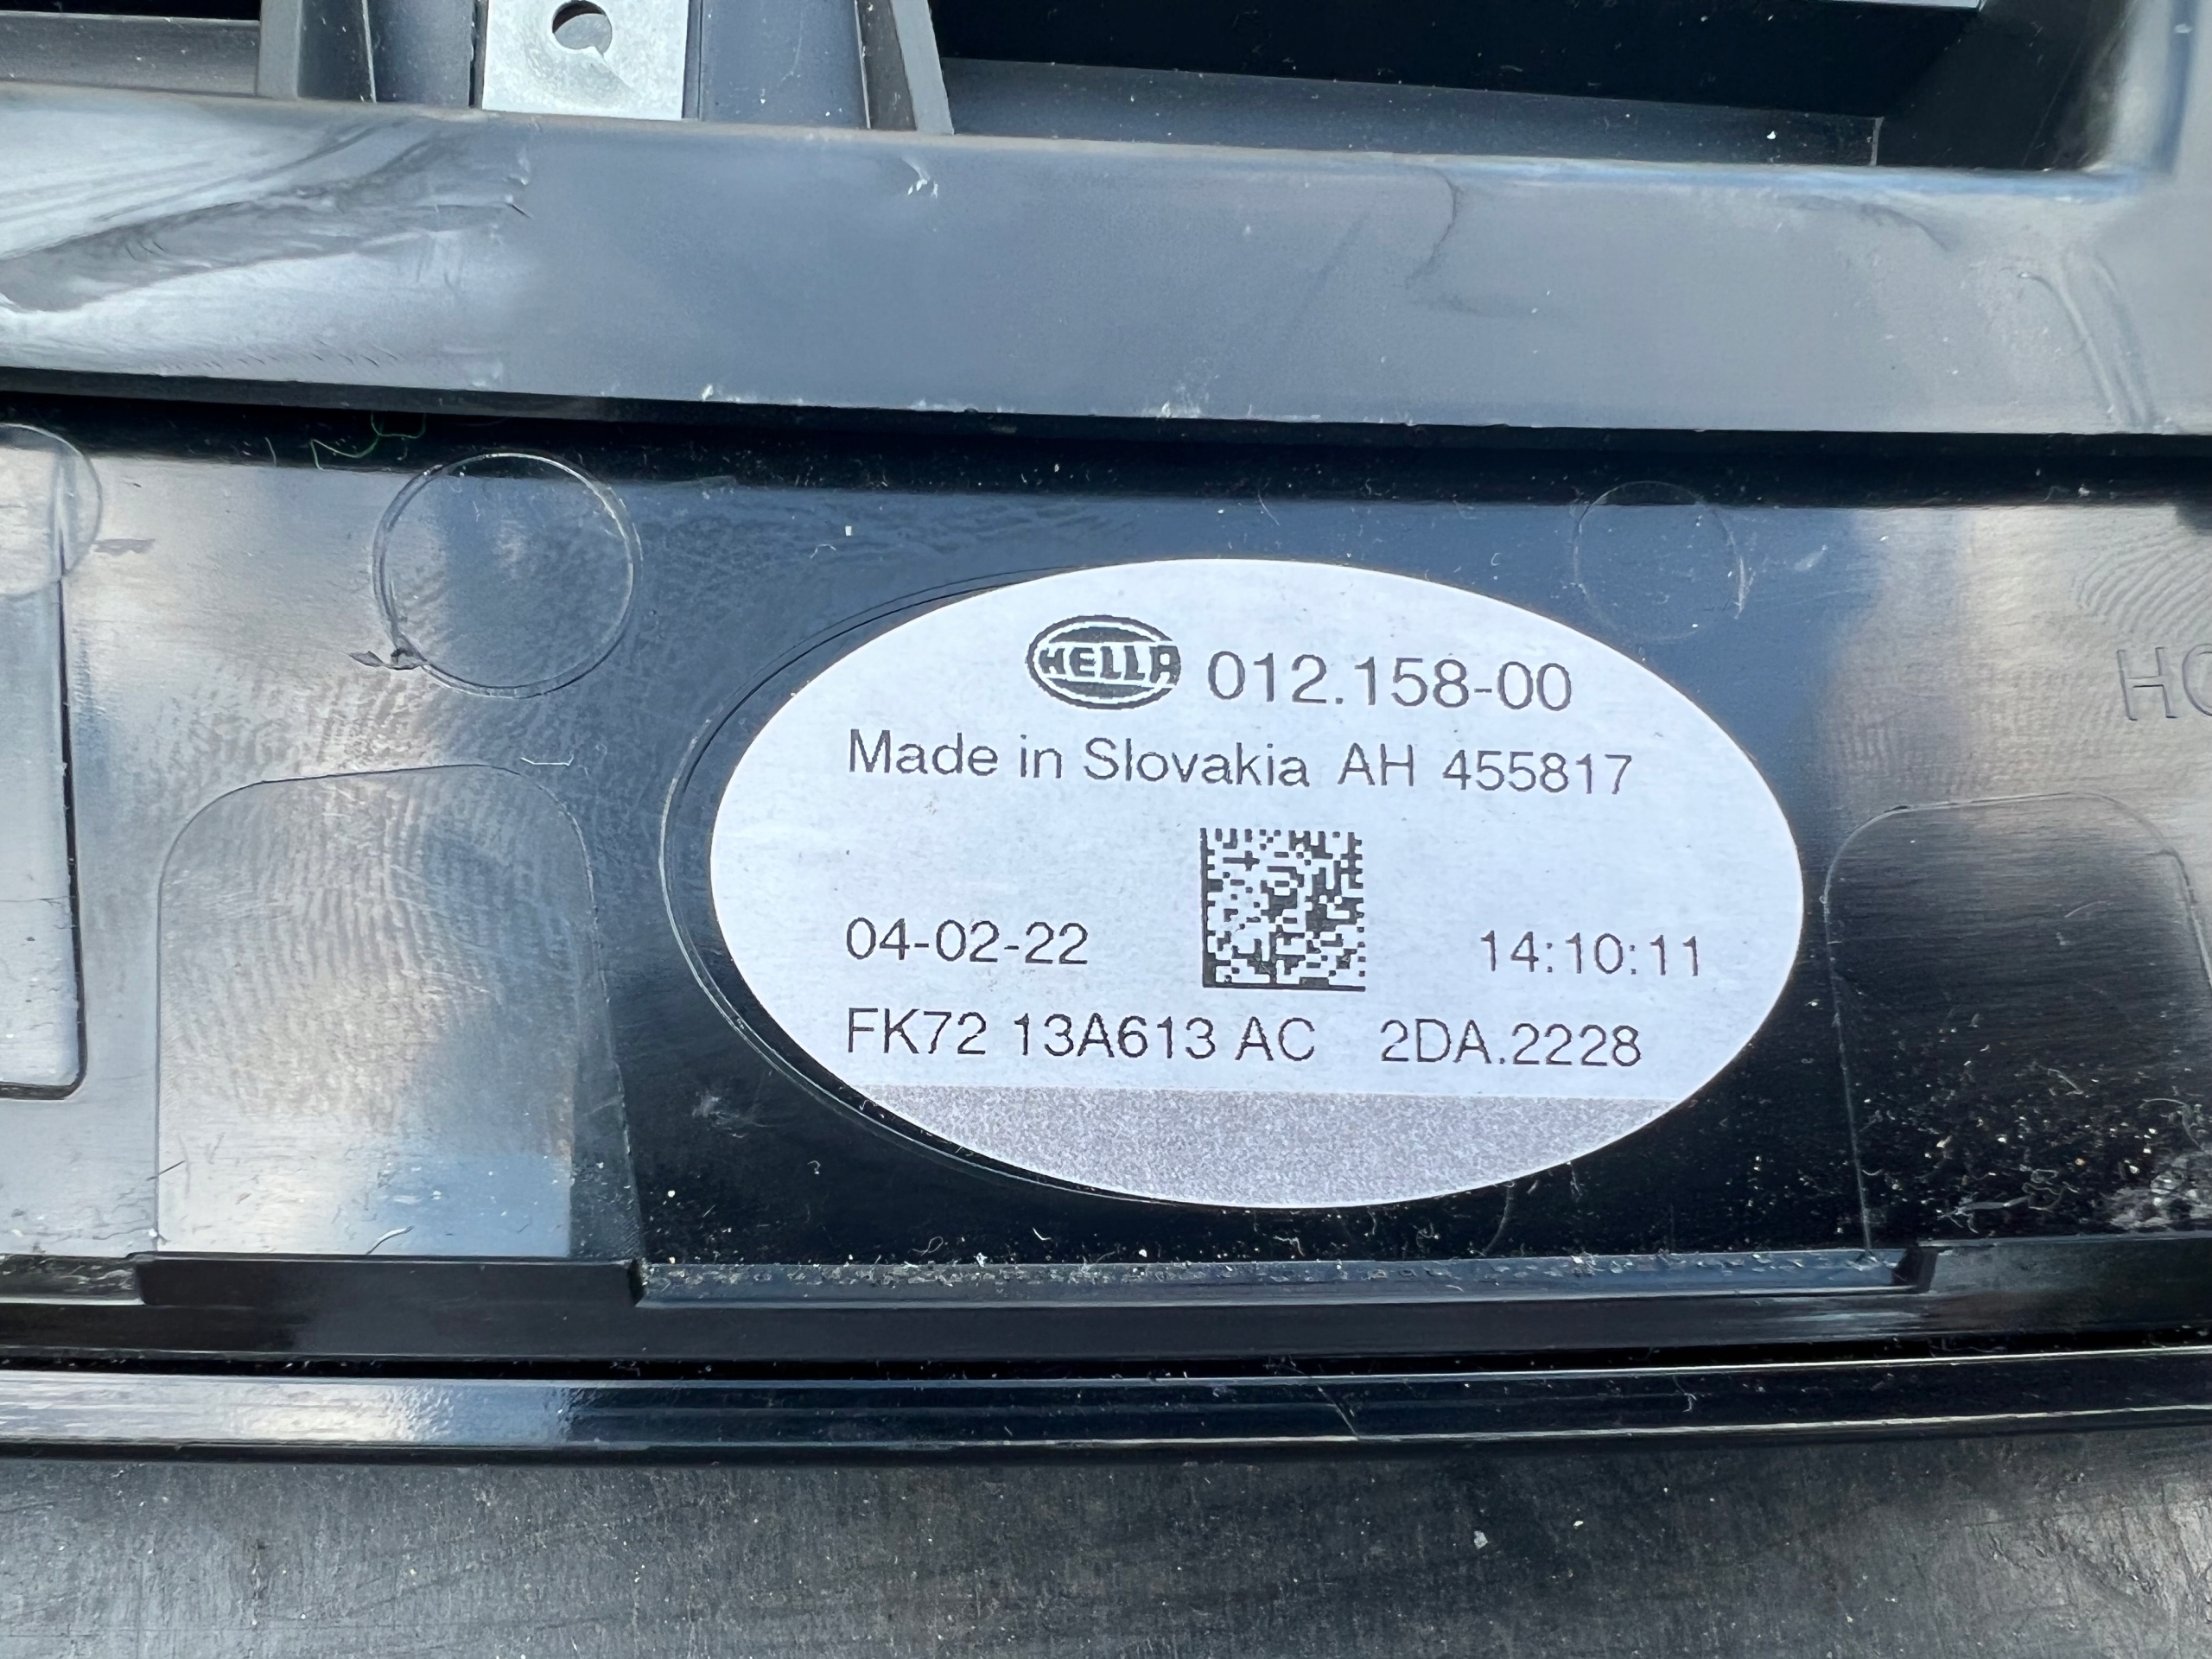 HELLA 012.158-00
Made in Slovakia AH 455817
04-02-22 14:10:11
FK72 13A613 AC 2DA.2228